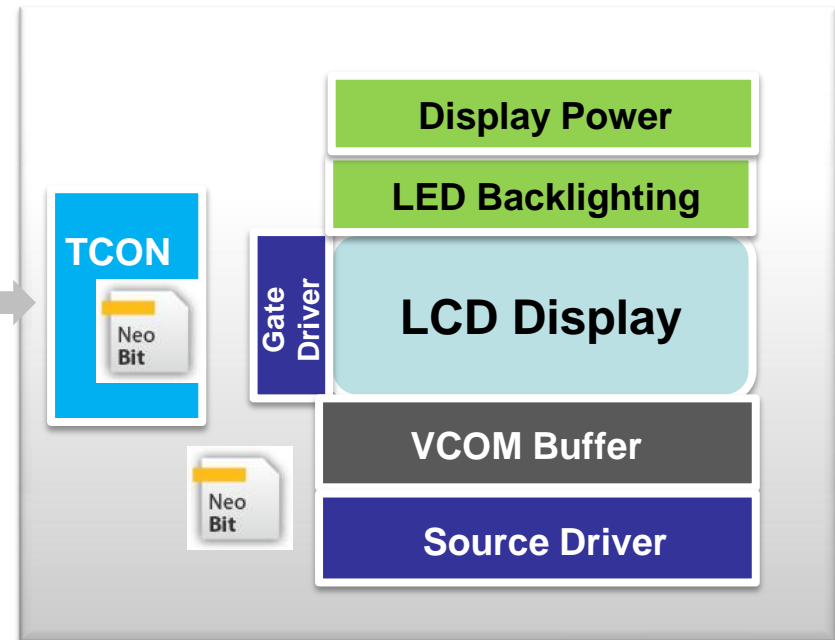 Display Power
LED Backlighting
TCON
Neo
Bit
Gate
Driver
LCD Display
VCOM Buffer
Neo
Bit
Source Driver